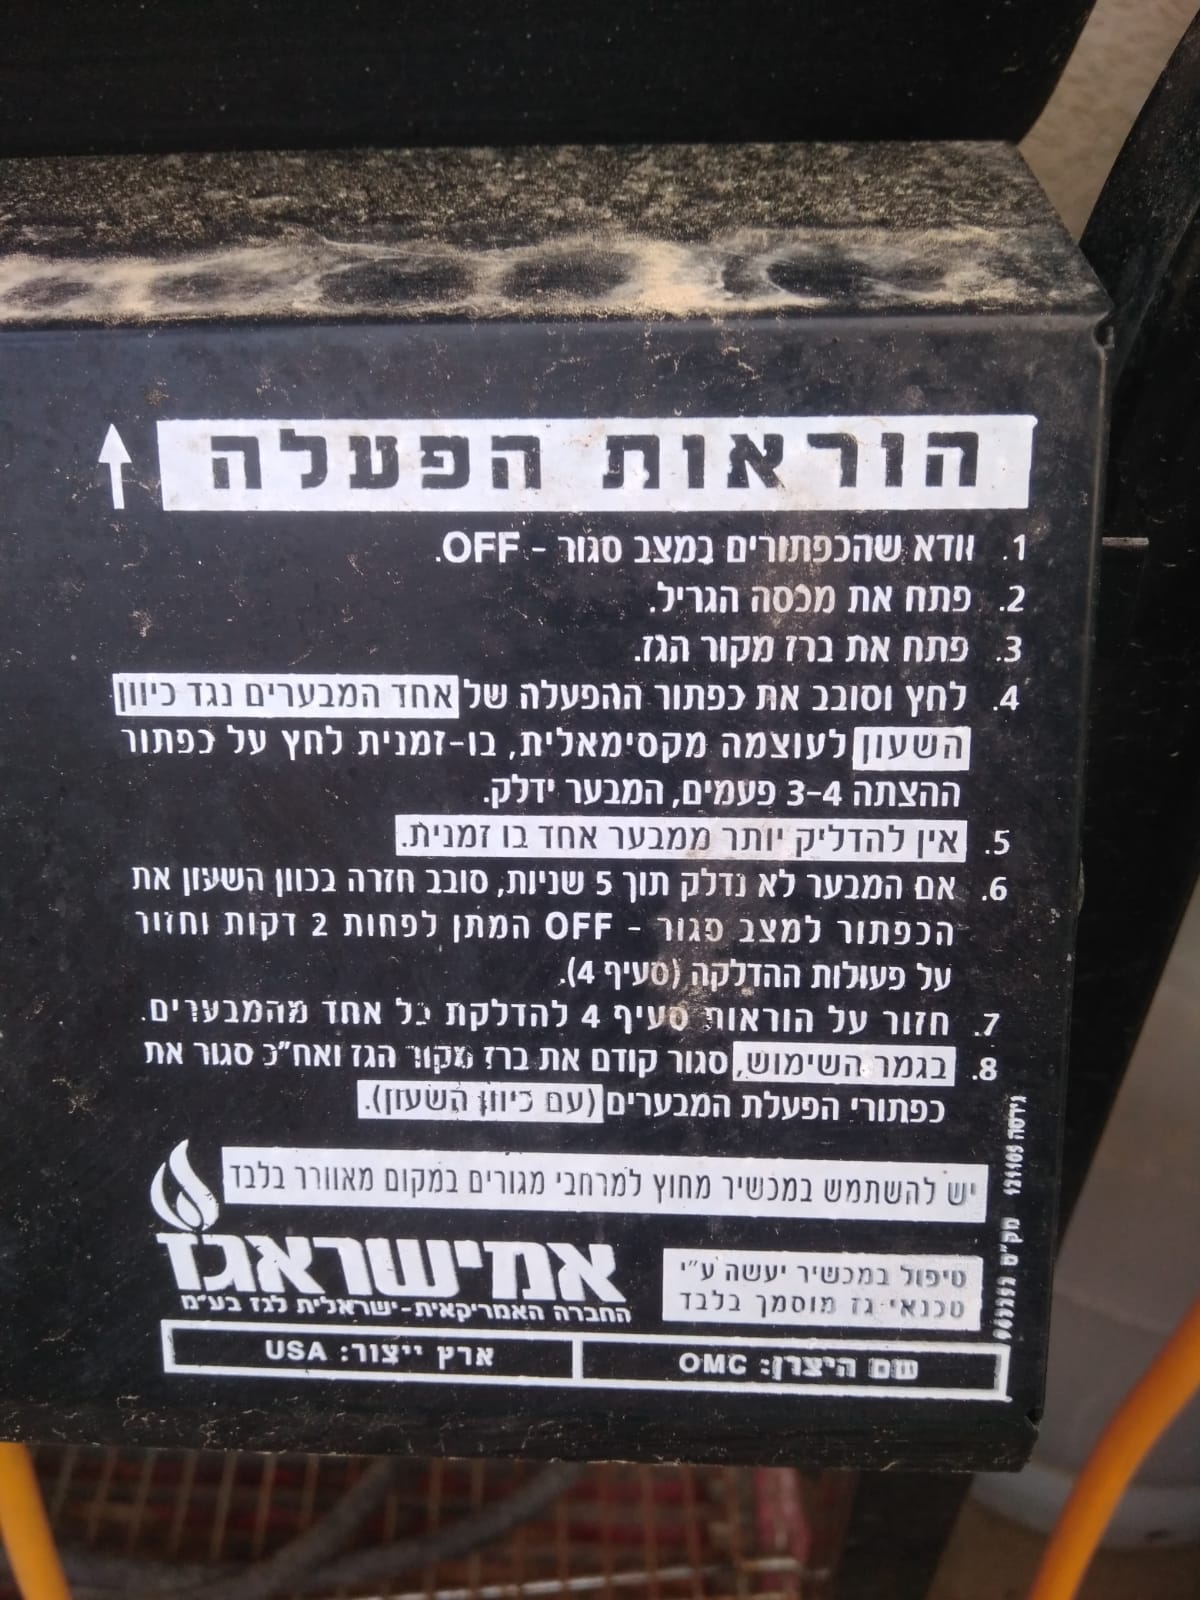 הוראות הפעלה
1. וודא שהכפתורים במצב סגור - OFF.
2. פתח את מכסה הגריל.
3. פתח את ברז מקור הגז.
4. לחץ וסובב את כפתור ההפעלה של אחד המבערים נגד כיוון
השעון לעוצמה מקסימאלית, בו-זמנית לחץ על כפתור
ההצתה 3-4 פעמים, המבער ידלק.
5. אין להדליק יותר ממבער אחד בו זמנית.
6. אם המבער לא נדלק תוך 5 שניות, סובב חזרה בכוון השעון את
הכפתור למצב סגור - OFF המתן לפחות 2 דקות וחזור
על פעולות ההדלקה (סעיף 4).
7. חזור על הוראות סעיף 4 להדלקת כל אחד מהמבערים.
8. בגמר השימוש, סגור קודם את ברז מקור הגז ואח"כ סגור את
כפתורי הפעלת המבערים (עם כיוון השעון).
יש להשתמש במכשיר מחוץ למרחבי מגורים במקום מאוורר בלבד
טיפול במכשיר יעשה ע"י
טכנאי גז מוסמך בלבד
אמישראגז
החברה האמריקאית-ישראלית לגז בע"מ
שם היצרן: OMC
ארץ ייצור: USA
מק"ט
גירסה 121105